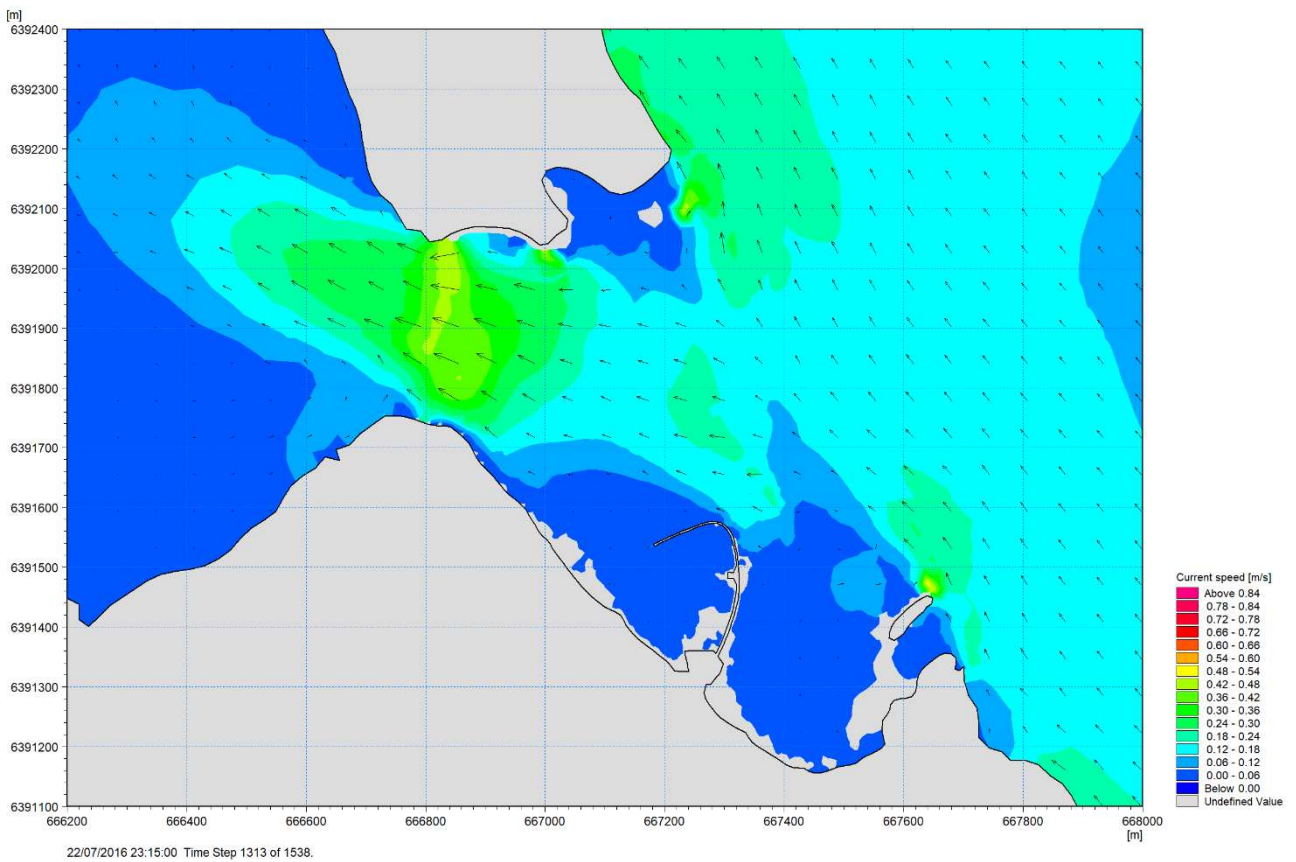 [m]
6392400
6392300
6392200
6392100
6392000
6391900
6391800
6391700
6391600
6391500
6391400
6391300
6391200
6391100
666200 666400 666600 666800 667000 667200 667400 667600 667800 668000
[m]
22/07/2016 23:15:00 Time Step 1313 of 1538.
Current speed [m/s]
Above 0.84
0.78 - 0.84
0.72 - 0.78
0.66 - 0.72
0.60 - 0.66
0.54 - 0.60
0.48 - 0.54
0.42 - 0.48
0.36 - 0.42
0.30 - 0.36
0.24 - 0.30
0.18 - 0.24
0.12 - 0.18
0.06 - 0.12
0.00 - 0.06
Below 0.00
Undefined Value